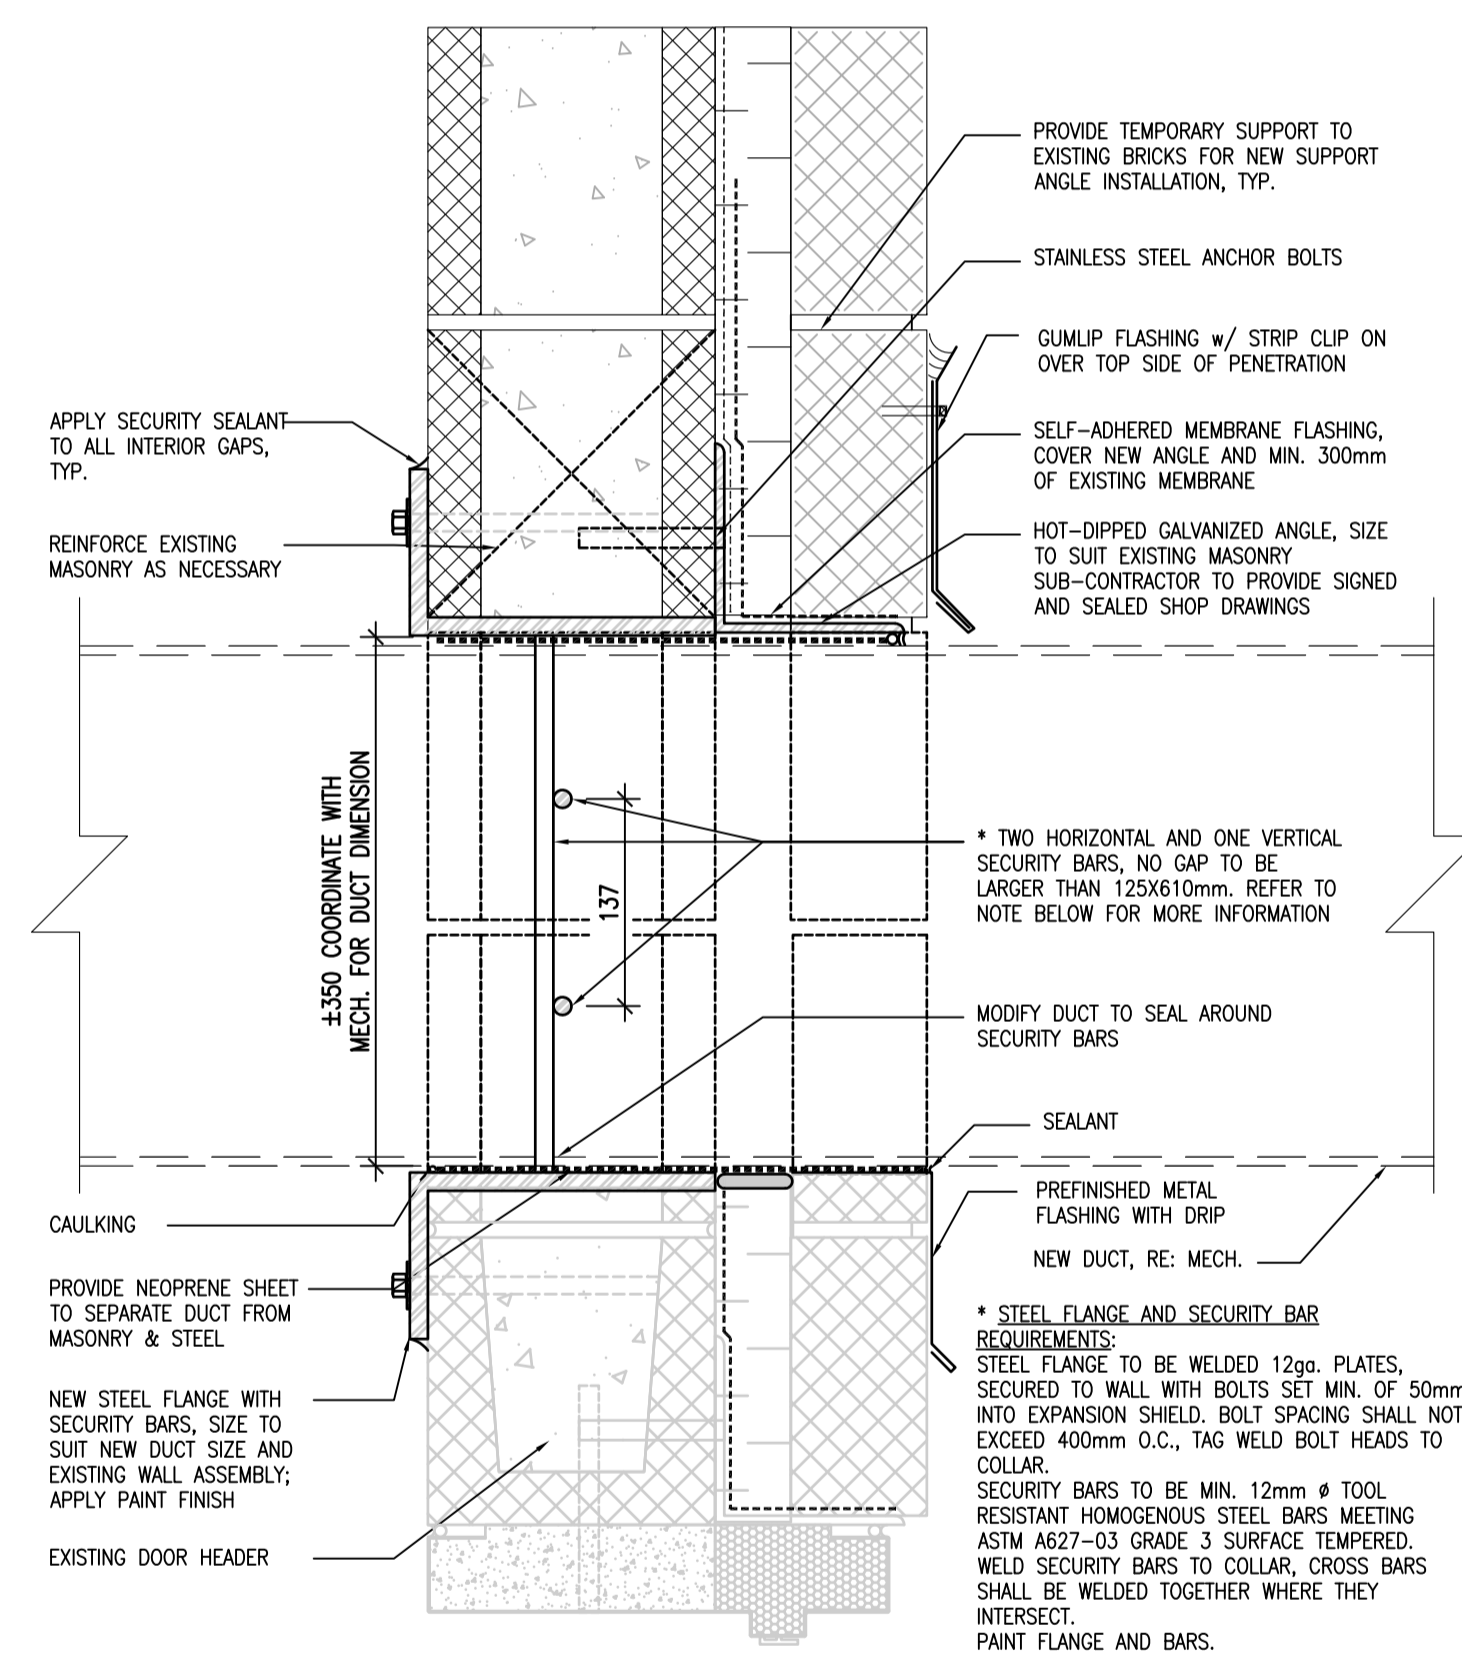 PROVIDE TEMPORARY SUPPORT TO
EXISTING BRICKS FOR NEW SUPPORT
ANGLE INSTALLATION, TYP.
STAINLESS STEEL ANCHOR BOLTS
GUMLIP FLASHING w/ STRIP CLIP ON
OVER TOP SIDE OF PENETRATION
SELF-ADHERED MEMBRANE FLASHING,
COVER NEW ANGLE AND MIN. 300mm
OF EXISTING MEMBRANE
HOT-DIPPED GALVANIZED ANGLE, SIZE
TO SUIT EXISTING MASONRY
SUB-CONTRACTOR TO PROVIDE SIGNED
AND SEALED SHOP DRAWINGS
APPLY SECURITY SEALANT
TO ALL INTERIOR GAPS,
TYP.
REINFORCE EXISTING
MASONRY AS NECESSARY
±350 COORDINATE WITH
MECH. FOR DUCT DIMENSION
137
* TWO HORIZONTAL AND ONE VERTICAL
SECURITY BARS, NO GAP TO BE
LARGER THAN 125X610mm. REFER TO
NOTE BELOW FOR MORE INFORMATION
MODIFY DUCT TO SEAL AROUND
SECURITY BARS
SEALANT
PREFINISHED METAL
FLASHING WITH DRIP
NEW DUCT, RE: MECH.
CAULKING
PROVIDE NEOPRENE SHEET
TO SEPARATE DUCT FROM
MASONRY & STEEL
NEW STEEL FLANGE WITH
SECURITY BARS, SIZE TO
SUIT NEW DUCT SIZE AND
EXISTING WALL ASSEMBLY;
APPLY PAINT FINISH
EXISTING DOOR HEADER
* STEEL FLANGE AND SECURITY BAR
REQUIREMENTS:
STEEL FLANGE TO BE WELDED 12ga. PLATES,
SECURED TO WALL WITH BOLTS SET MIN. OF 50mm
INTO EXPANSION SHIELD. BOLT SPACING SHALL NOT
EXCEED 400mm O.C., TAG WELD BOLT HEADS TO
COLLAR.
SECURITY BARS TO BE MIN. 12mm ø TOOL
RESISTANT HOMOGENOUS STEEL BARS MEETING
ASTM A627-03 GRADE 3 SURFACE TEMPERED.
WELD SECURITY BARS TO COLLAR, CROSS BARS
SHALL BE WELDED TOGETHER WHERE THEY
INTERSECT.
PAINT FLANGE AND BARS.